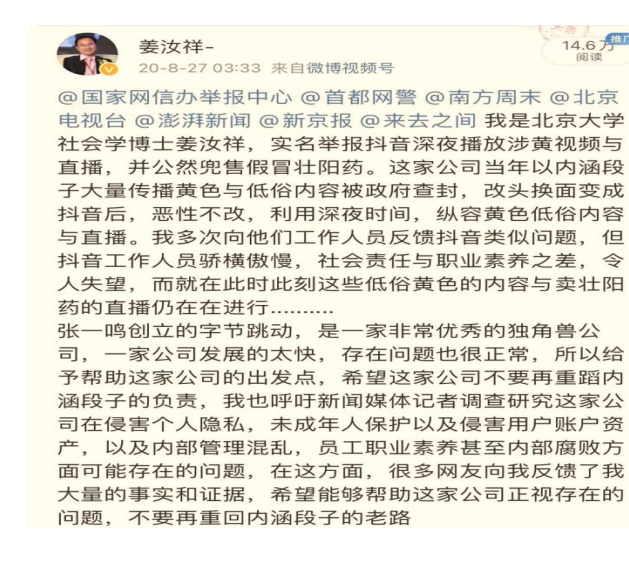 姜汝祥-
14.6万
推广
阅读
20-8-27 03:33 来自微博视频号
@国家网信办举报中心 @首都网警 @南方周末 @北京
电视台 @澎湃新闻 @新京报 @来去之间 我是北京大学
社会学博士姜汝祥，实名举报抖音深夜播放涉黄视频与
直播，并公然兜售假冒壮阳药。这家公司当年以内涵段
子大量传播黄色与低俗内容被政府查封，改头换面变成
抖音后，恶性不改，利用深夜时间，纵容黄色低俗内容
与直播。我多次向他们工作人员反馈抖音类似问题，但
抖音工作人员骄横傲慢，社会责任与职业素养之差，令
人失望，而就在此时此刻这些低俗黄色的内容与卖壮阳
药的直播仍在在进行..........
张一鸣创立的字节跳动，是一家非常优秀的独角兽公
司，一家公司发展的太快，存在问题也很正常，所以给
予帮助这家公司的出发点，希望这家公司不要再重蹈内
涵段子的负责，我也呼吁新闻媒体记者调查研究这家公
司在侵害个人隐私，未成年人保护以及侵害用户账户资
产，以及内部管理混乱，员工职业素养甚至内部腐败方
面可能存在的问题，在这方面，很多网友向我反馈了我
大量的事实和证据，希望能够帮助这家公司正视存在的
问题，不要再重回内涵段子的老路